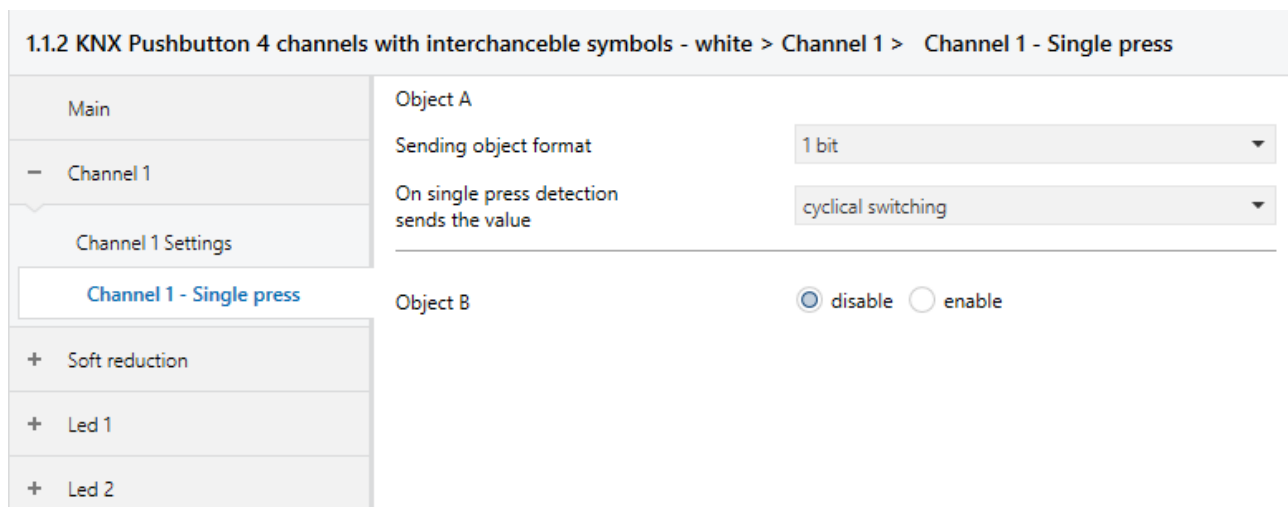 1.1.2 KNX Pushbutton 4 channels with interchanceble symbols - white > Channel 1 > Channel 1 - Single press
Main
– Channel 1
Channel 1 Settings
Channel 1 - Single press
+ Soft reduction
+ Led 1
+ Led 2
Object A
Sending object format
1 bit
On single press detection
sends the value
cyclical switching
Object B
disable enable